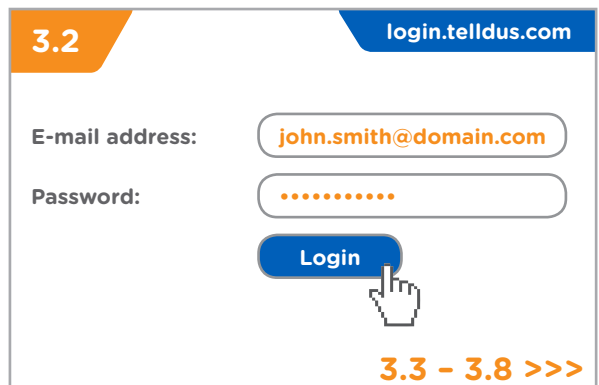 3.2
login.telldus.com
E-mail address: john.smith@domain.com
Password: •••••••••••
Login
3.3 – 3.8 >>>